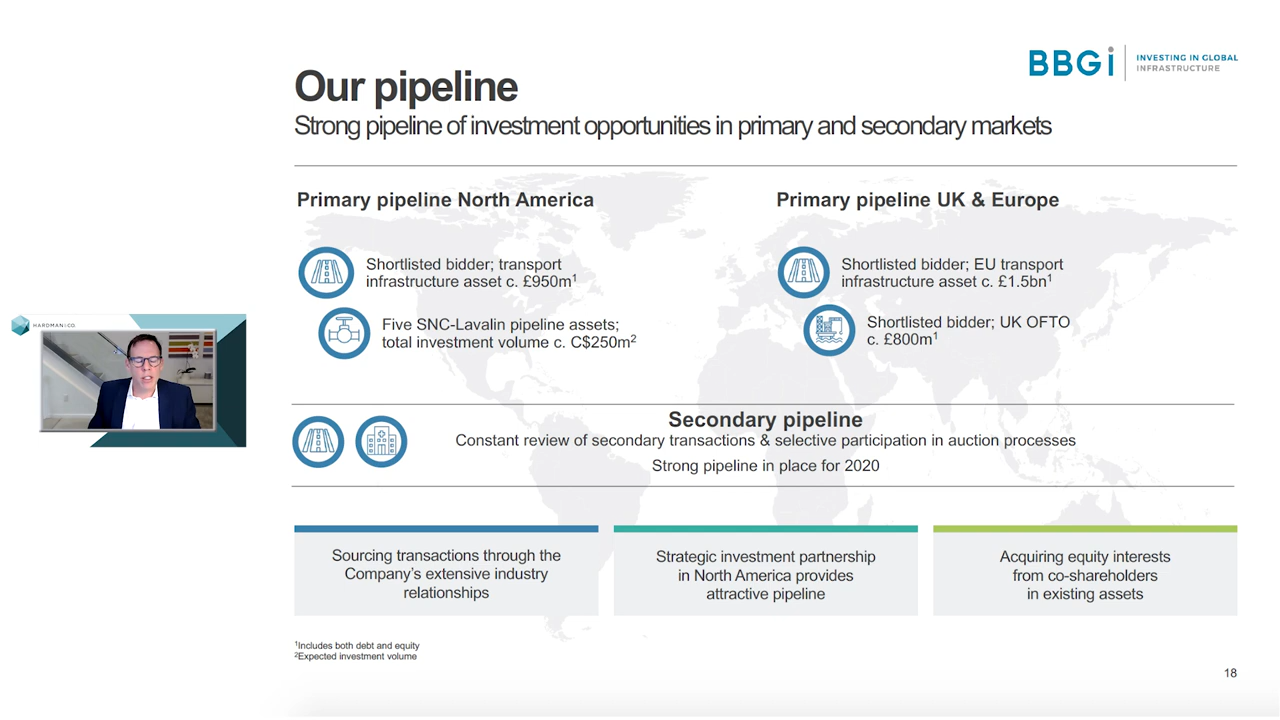 BBGi
INVESTING IN GLOBAL
INFRASTRUCTURE
Our pipeline
Strong pipeline of investment opportunities in primary and secondary markets
Primary pipeline North America
Shortlisted bidder; transport
infrastructure asset c. £950m¹
Five SNC-Lavalin pipeline assets;
total investment volume c. C$250m²
Primary pipeline UK & Europe
Shortlisted bidder; EU transport
infrastructure asset c. £1.5bn¹
Shortlisted bidder; UK OFTO
c. £800m¹
HARDMAN&CO.
Secondary pipeline
Constant review of secondary transactions & selective participation in auction processes
Strong pipeline in place for 2020
Sourcing transactions through the
Company's extensive industry
relationships
Strategic investment partnership
in North America provides
attractive pipeline
Acquiring equity interests
from co-shareholders
in existing assets
¹Includes both debt and equity
²Expected investment volume
18